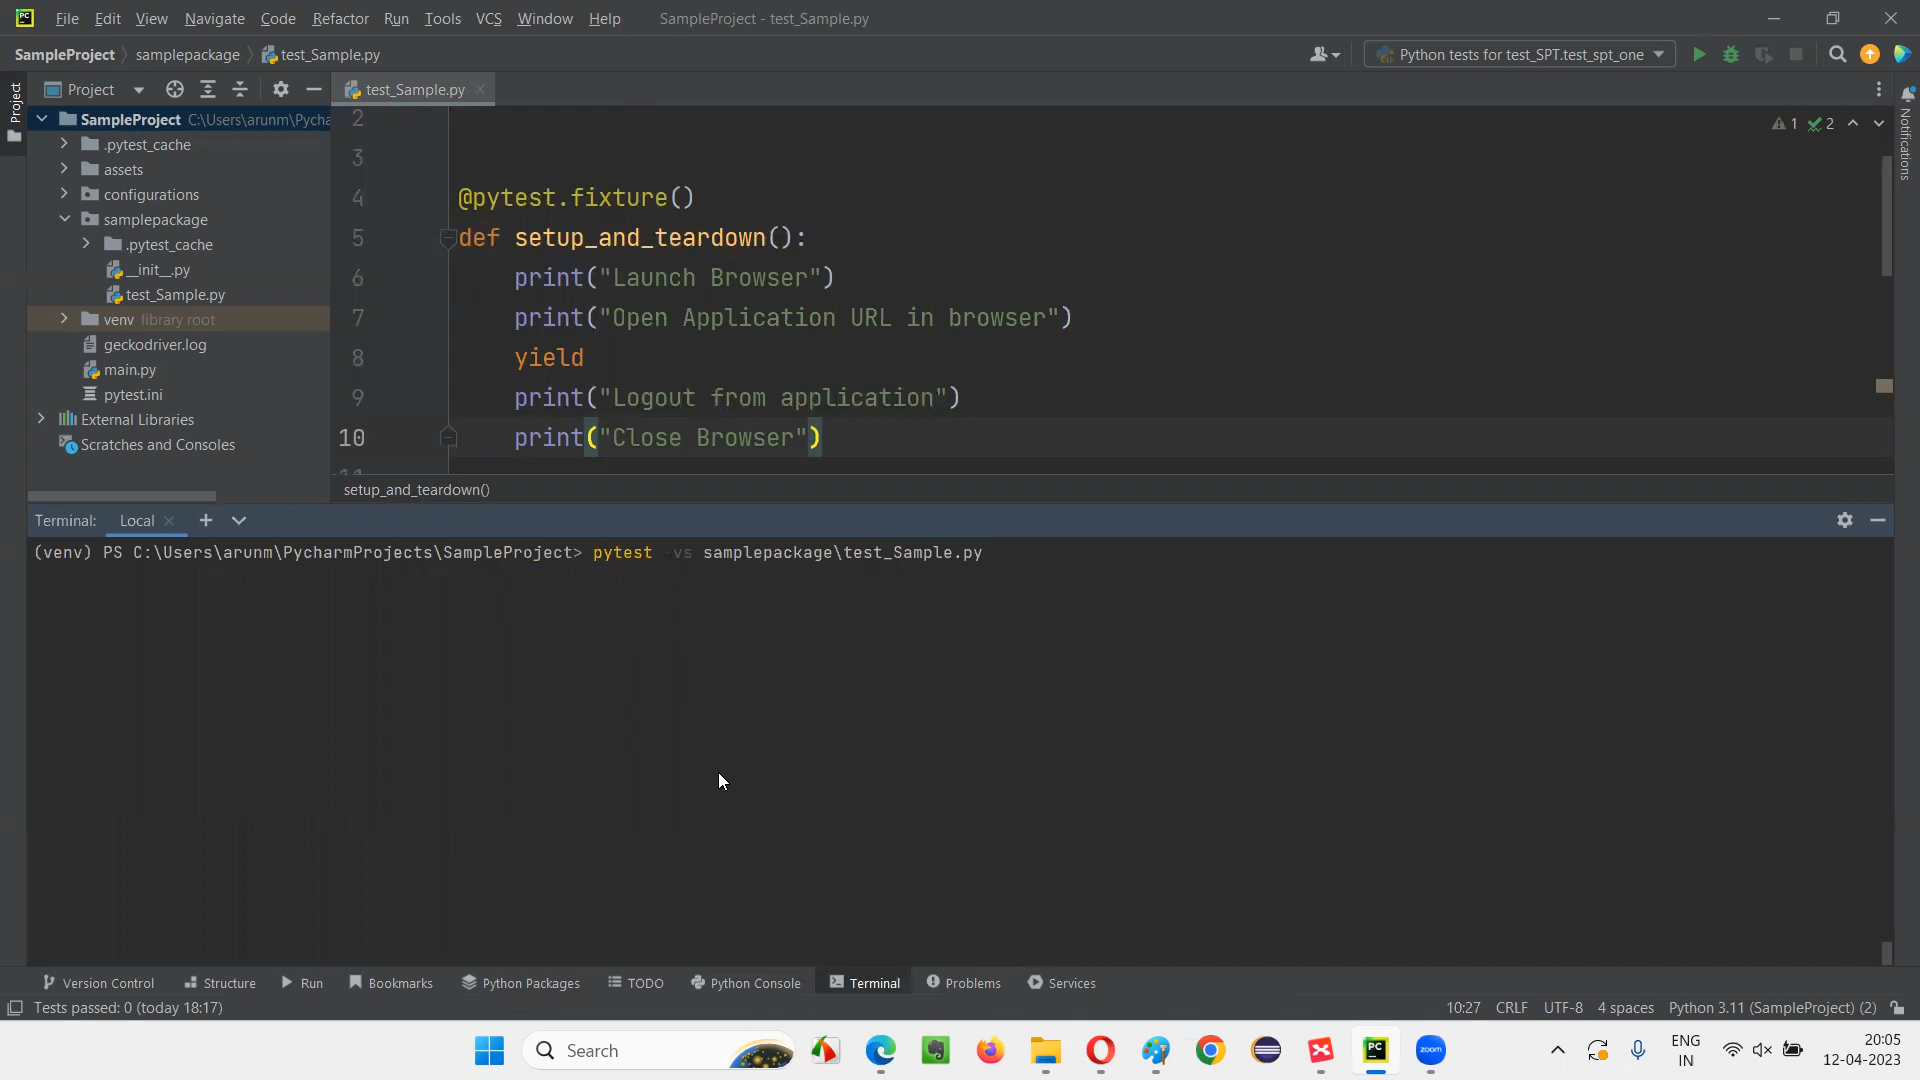 File Edit View Navigate Code Refactor Run Tools VCS Window Help SampleProject - test_Sample.py
SampleProject samplepackage test_Sample.py
Python tests for test_SPT.test_spt_one
Project
test_Sample.py
Project
Notifications
SampleProject C:\Users\arunm\Pycha
.pytest_cache
assets
configurations
samplepackage
.pytest_cache
__init__.py
test_Sample.py
venv library root
geckodriver.log
main.py
pytest.ini
External Libraries
Scratches and Consoles
1 2
2
3
4 @pytest.fixture()
5 def setup_and_teardown():
6 print("Launch Browser")
7 print("Open Application URL in browser")
8 yield
9 print("Logout from application")
10 print("Close Browser")
11
setup_and_teardown()
Terminal: Local
(venv) PS C:\Users\arunm\PycharmProjects\SampleProject> pytest -vs samplepackage\test_Sample.py
Version Control Structure Run Bookmarks Python Packages TODO Python Console Terminal Problems Services
Tests passed: 0 (today 18:17)
10:27 CRLF UTF-8 4 spaces Python 3.11 (SampleProject) (2)
Search
zoom
ENG
IN
20:05
12-04-2023